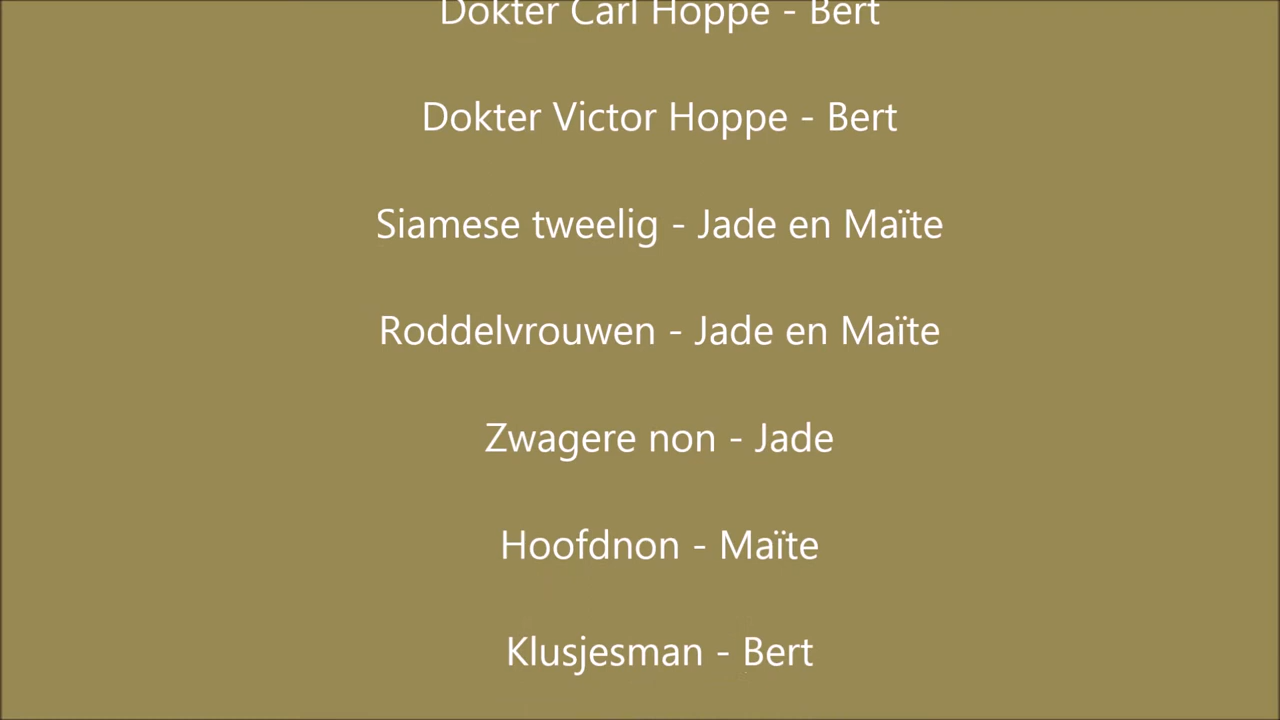 Dokter Carl Hoppe - Bert
Dokter Victor Hoppe - Bert
Siamese tweelig - Jade en Maïte
Roddelvrouwen - Jade en Maïte
Zwagere non - Jade
Hoofdnon - Maïte
Klusjesman - Bert